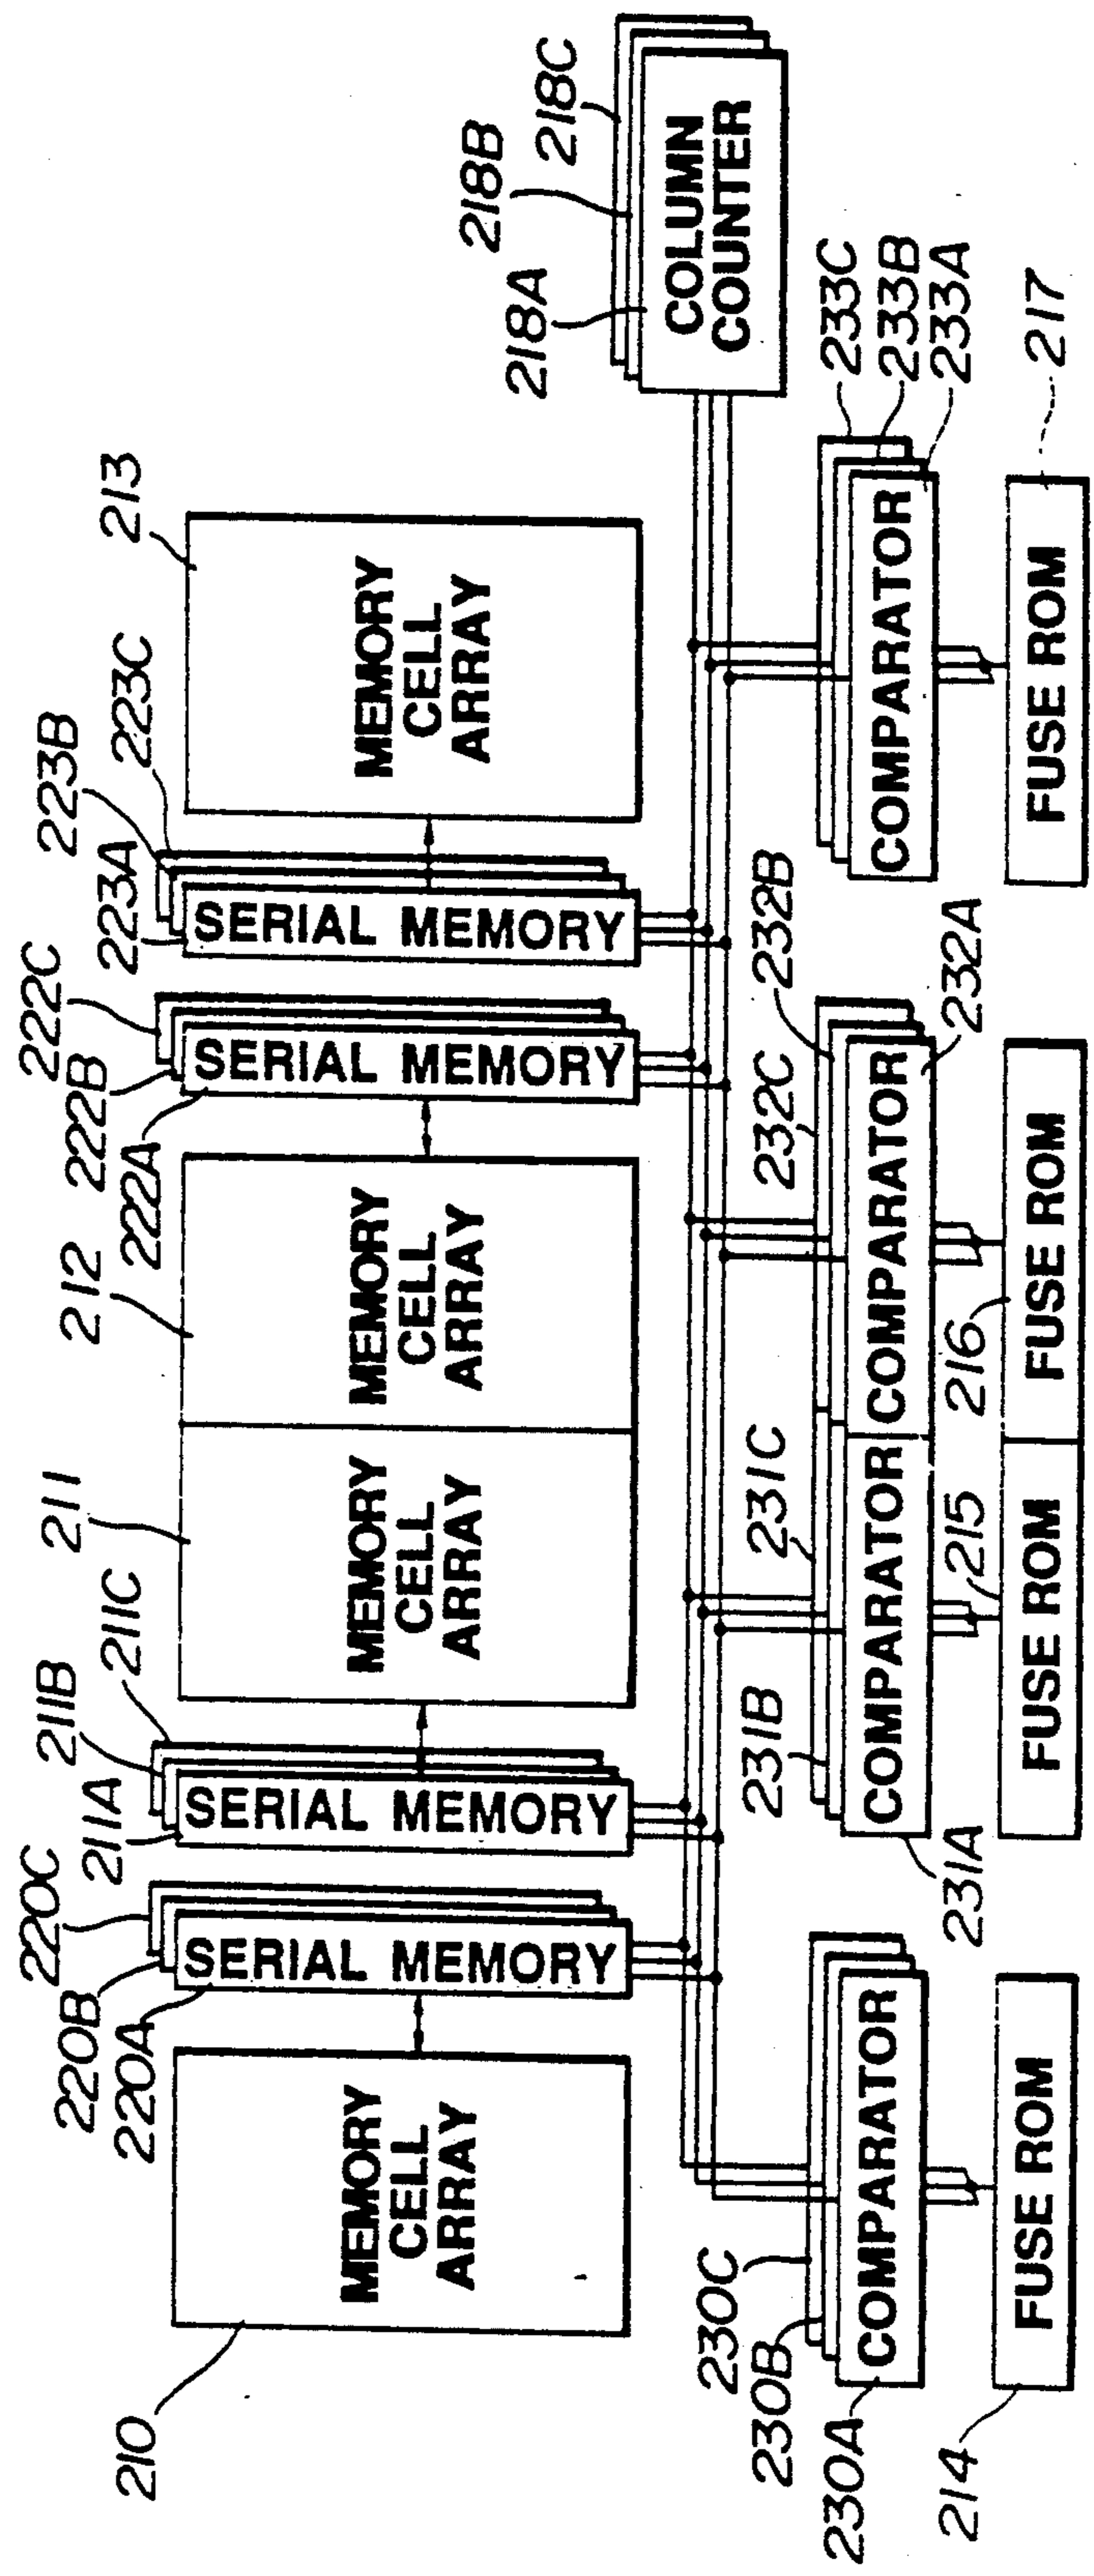 210
220B
220A
220C
211A
211B
211C
211
212
222A
222B
222C
223A
223B
223C
213
218A
218B
218C
MEMORY
CELL
ARRAY
SERIAL MEMORY
SERIAL MEMORY
MEMORY
CELL
ARRAY
MEMORY
CELL
ARRAY
SERIAL MEMORY
SERIAL MEMORY
MEMORY
CELL
ARRAY
COLUMN
COUNTER
230A
230B
230C
COMPARATOR
231A
231B
231C
COMPARATOR
232C
232B
COMPARATOR
232A
COMPARATOR
233C
233B
233A
214
FUSE ROM
215
FUSE ROM
216
FUSE ROM
FUSE ROM
217